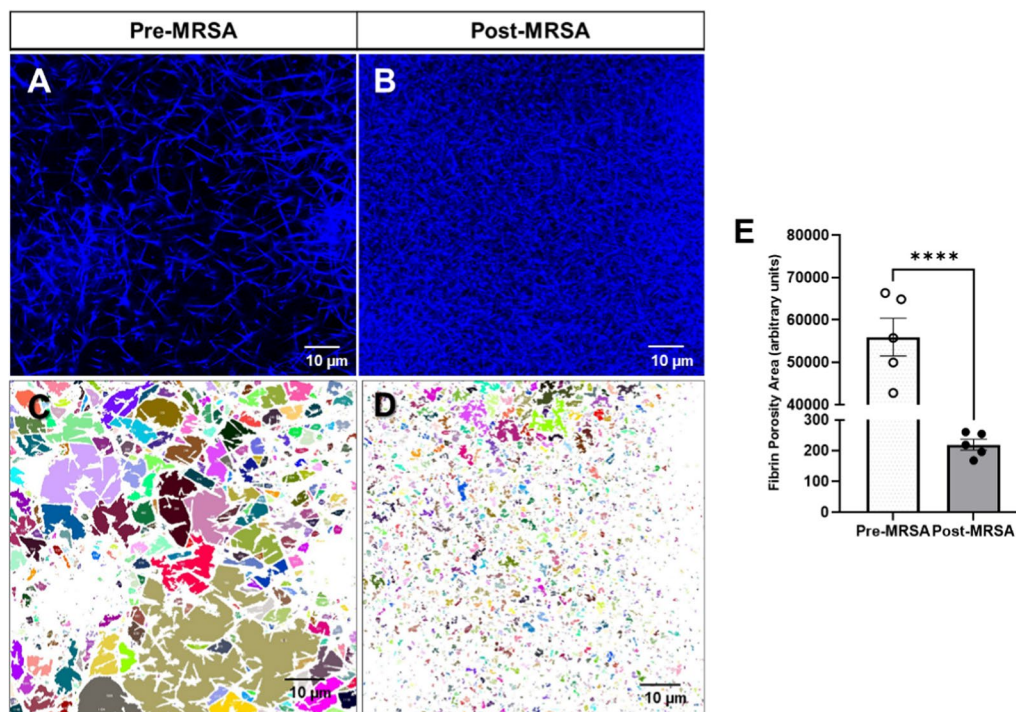 Pre-MRSA
Post-MRSA
A
B
10 µm
10 µm
C
D
10 µm
10 µm
E
Fibrin Porosity Area (arbitrary units)
80000
70000
60000
50000
40000
300
200
100
0
****
Pre-MRSA
Post-MRSA